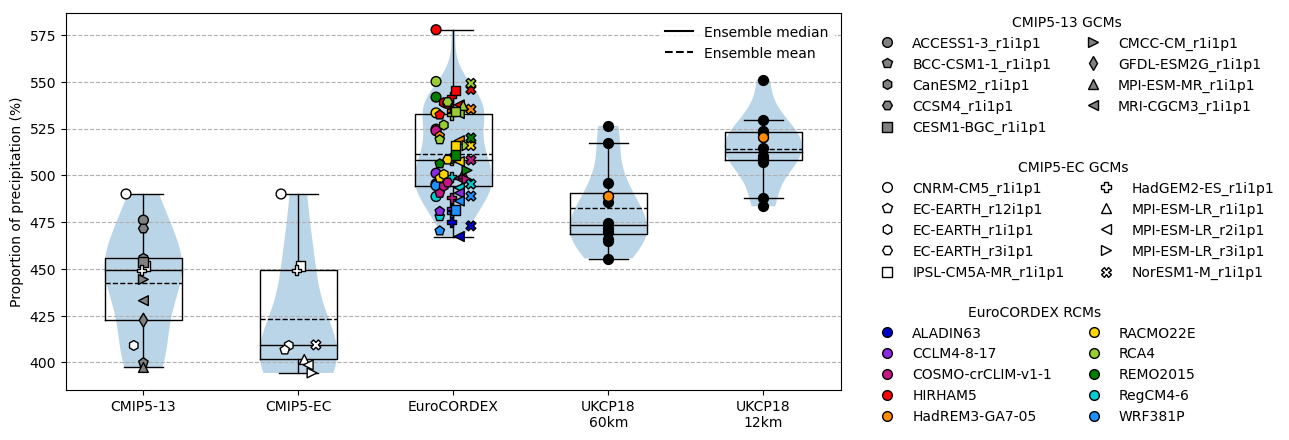 Proportion of precipitation (%)
575
550
525
500
475
450
425
400
Ensemble median
Ensemble mean
CMIP5-13
CMIP5-EC
EuroCORDEX
UKCP18
60km
UKCP18
12km
CMIP5-13 GCMs
ACCESS1-3_r1i1p1
BCC-CSM1-1_r1i1p1
CanESM2_r1i1p1
CCSM4_r1i1p1
CESM1-BGC_r1i1p1
CMCC-CM_r1i1p1
GFDL-ESM2G_r1i1p1
MPI-ESM-MR_r1i1p1
MRI-CGCM3_r1i1p1
CMIP5-EC GCMs
CNRM-CM5_r1i1p1
EC-EARTH_r12i1p1
EC-EARTH_r1i1p1
EC-EARTH_r3i1p1
IPSL-CM5A-MR_r1i1p1
HadGEM2-ES_r1i1p1
MPI-ESM-LR_r1i1p1
MPI-ESM-LR_r2i1p1
MPI-ESM-LR_r3i1p1
NorESM1-M_r1i1p1
EuroCORDEX RCMs
ALADIN63
CCLM4-8-17
COSMO-crCLIM-v1-1
HIRHAM5
HadREM3-GA7-05
RACMO22E
RCA4
REMO2015
RegCM4-6
WRF381P